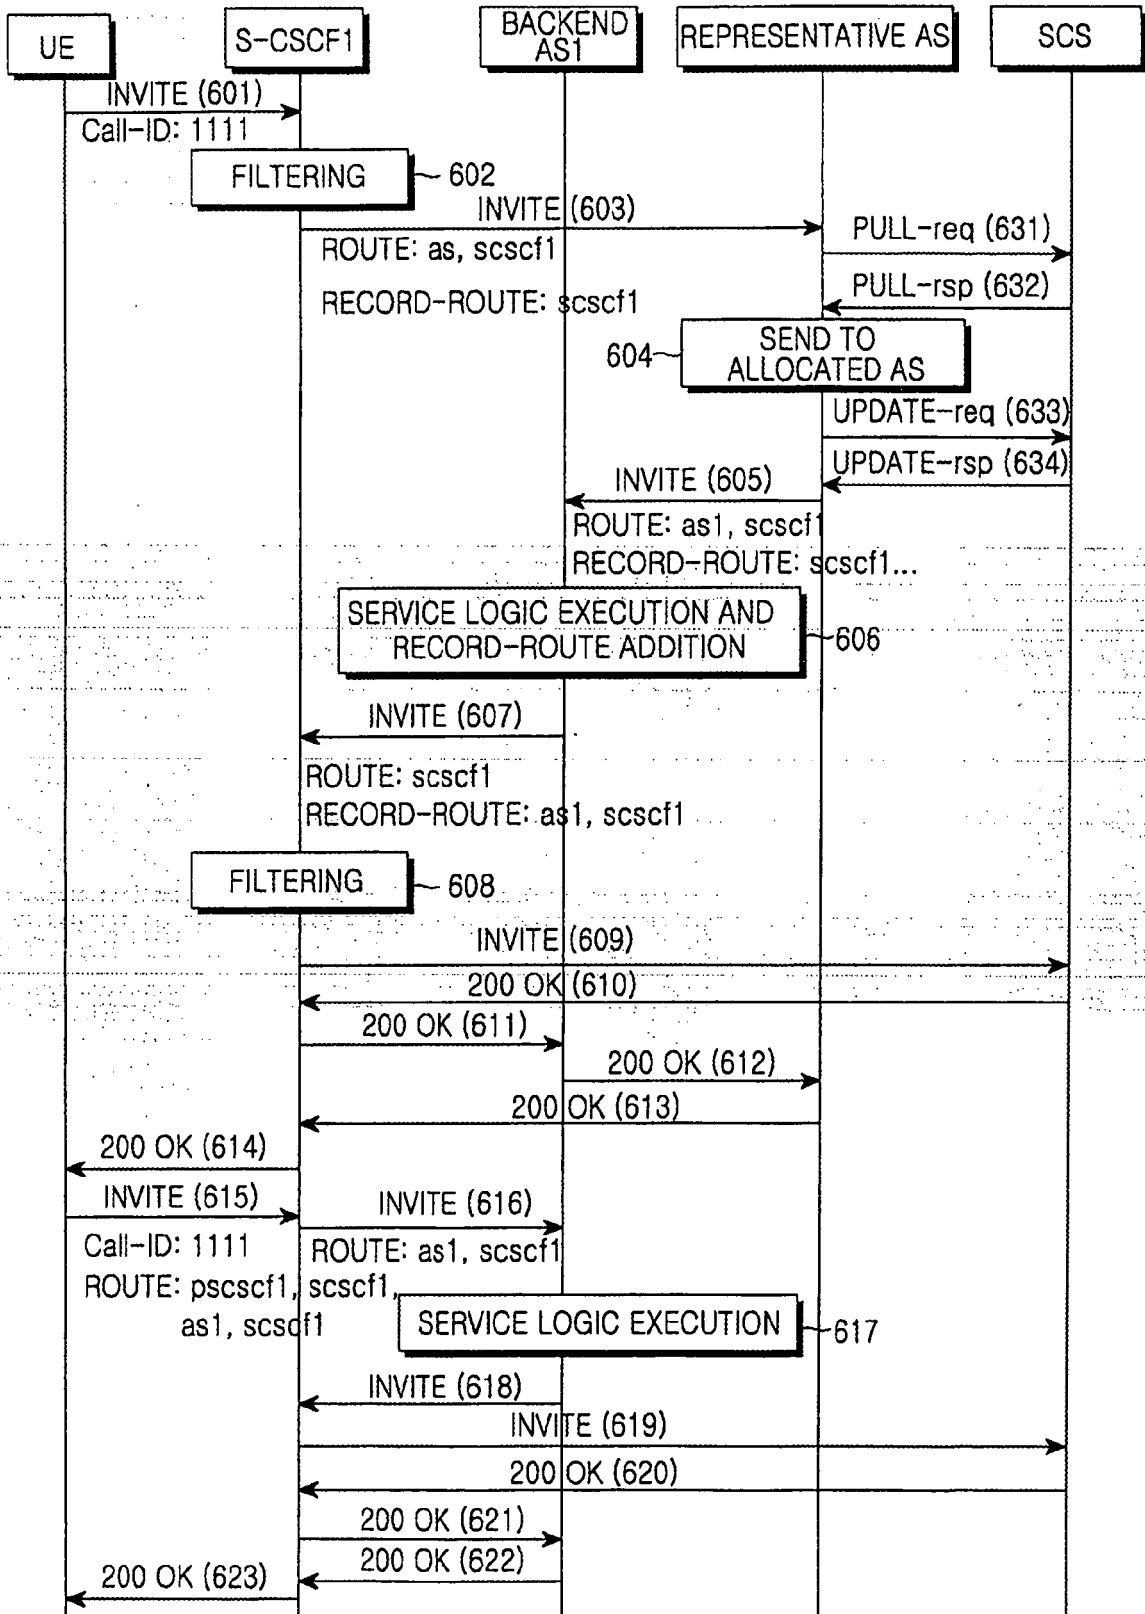 UE
S-CSCF1
BACKEND
AS1
REPRESENTATIVE AS
SCS
INVITE (601)
Call-ID: 1111
FILTERING
602
INVITE (603)
ROUTE: as, scscf1
RECORD-ROUTE: scscf1
PULL-req (631)
PULL-rsp (632)
604
SEND TO
ALLOCATED AS
UPDATE-req (633)
UPDATE-rsp (634)
INVITE (605)
ROUTE: as1, scscf1
RECORD-ROUTE: scscf1...
SERVICE LOGIC EXECUTION AND
RECORD-ROUTE ADDITION
606
INVITE (607)
ROUTE: scscf1
RECORD-ROUTE: as1, scscf1
FILTERING
608
INVITE (609)
200 OK (610)
200 OK (611)
200 OK (612)
200 OK (613)
200 OK (614)
INVITE (615)
Call-ID: 1111
ROUTE: pscscf1, scscf1,
as1, scscf1
INVITE (616)
ROUTE: as1, scscf1
SERVICE LOGIC EXECUTION
617
INVITE (618)
INVITE (619)
200 OK (620)
200 OK (621)
200 OK (622)
200 OK (623)